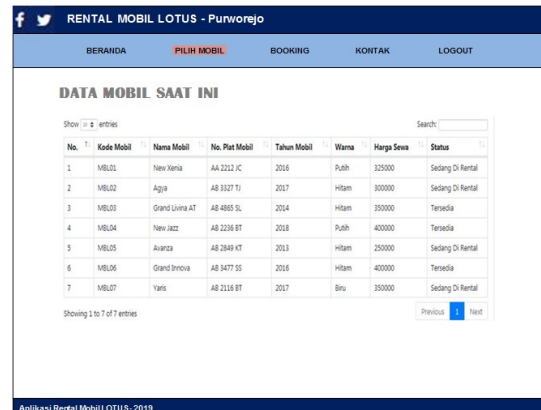 RENTAL MOBIL LOTUS - Purworejo
BERANDA PILIH MOBIL BOOKING KONTAK LOGOUT
DATA MOBIL SAAT INI
Show entries Search:
No. Kode Mobil Nama Mobil No. Plat Mobil Tahun Mobil Warna Harga Sewa Status
1 MBL01 New Xenia AA 2212 JC 2016 Putih 325000 Sedang Di Rental
2 MBL02 Agya AB 3327 TJ 2017 Hitam 300000 Sedang Di Rental
3 MBL03 Grand Livina AT AB 4865 SL 2014 Hitam 350000 Tersedia
4 MBL04 New Jazz AB 2236 BT 2018 Putih 400000 Tersedia
5 MBL05 Avanza AB 2849 KT 2013 Hitam 250000 Sedang Di Rental
6 MBL06 Grand Innova AB 3477 SS 2016 Hitam 400000 Tersedia
7 MBL07 Yaris AB 2116 BT 2017 Biru 350000 Sedang Di Rental
Showing 1 to 7 of 7 entries Previous 1 Next
Aplikasi Rental Mobil LOTUS- 2019